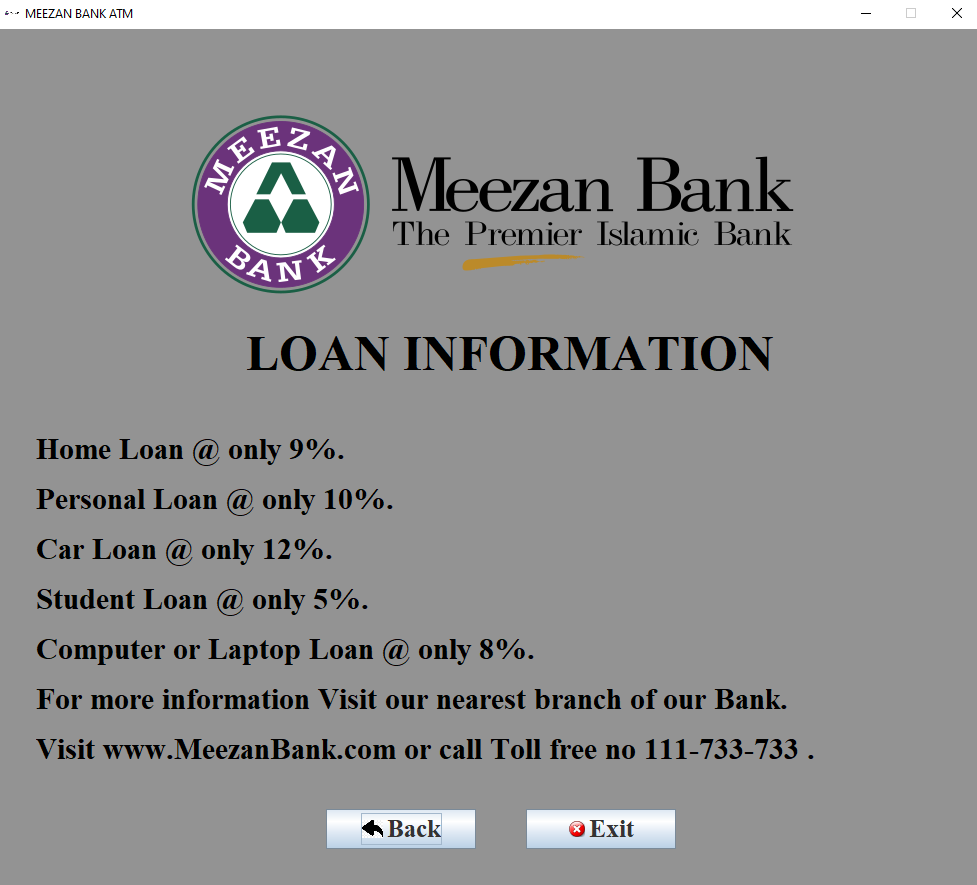 MEEZAN BANK ATM
MEEZAN
BANK
Meezan Bank
The Premier Islamic Bank
LOAN INFORMATION
Home Loan @ only 9%.
Personal Loan @ only 10%.
Car Loan @ only 12%.
Student Loan @ only 5%.
Computer or Laptop Loan @ only 8%.
For more information Visit our nearest branch of our Bank.
Visit www.MeezanBank.com or call Toll free no 111-733-733 .
Back
Exit